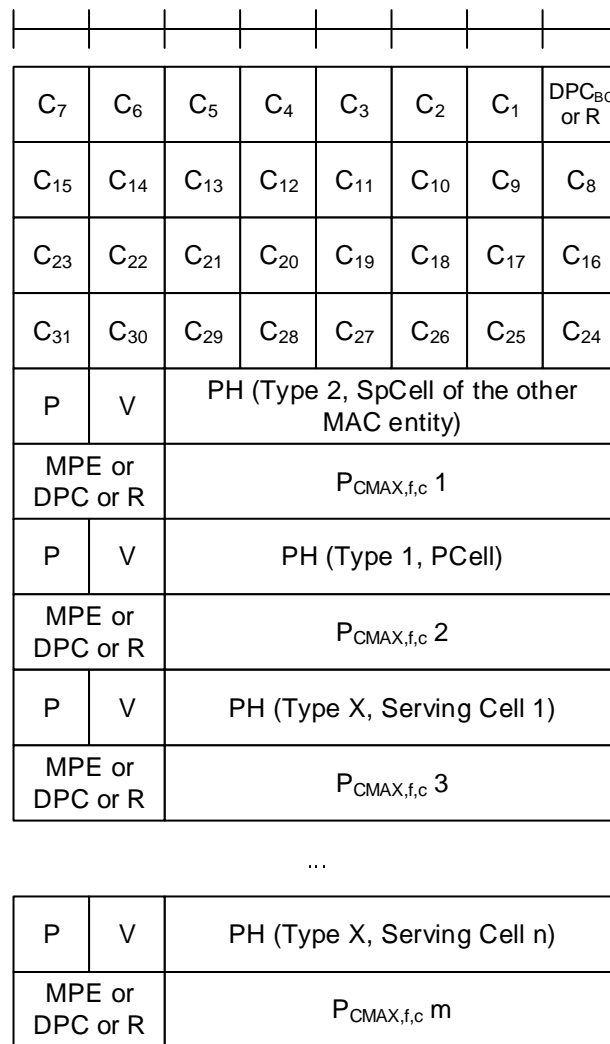 C7 C6 C5 C4 C3 C2 C1 DPCBC
or R
C15 C14 C13 C12 C11 C10 C9 C8
C23 C22 C21 C20 C19 C18 C17 C16
C31 C30 C29 C28 C27 C26 C25 C24
P V PH (Type 2, SpCell of the other
MAC entity)
MPE or
DPC or R
PCMAX,f,c 1
P V PH (Type 1, PCell)
MPE or
DPC or R
PCMAX,f,c 2
P V PH (Type X, Serving Cell 1)
MPE or
DPC or R
PCMAX,f,c 3
...
P V PH (Type X, Serving Cell n)
MPE or
DPC or R
PCMAX,f,c m